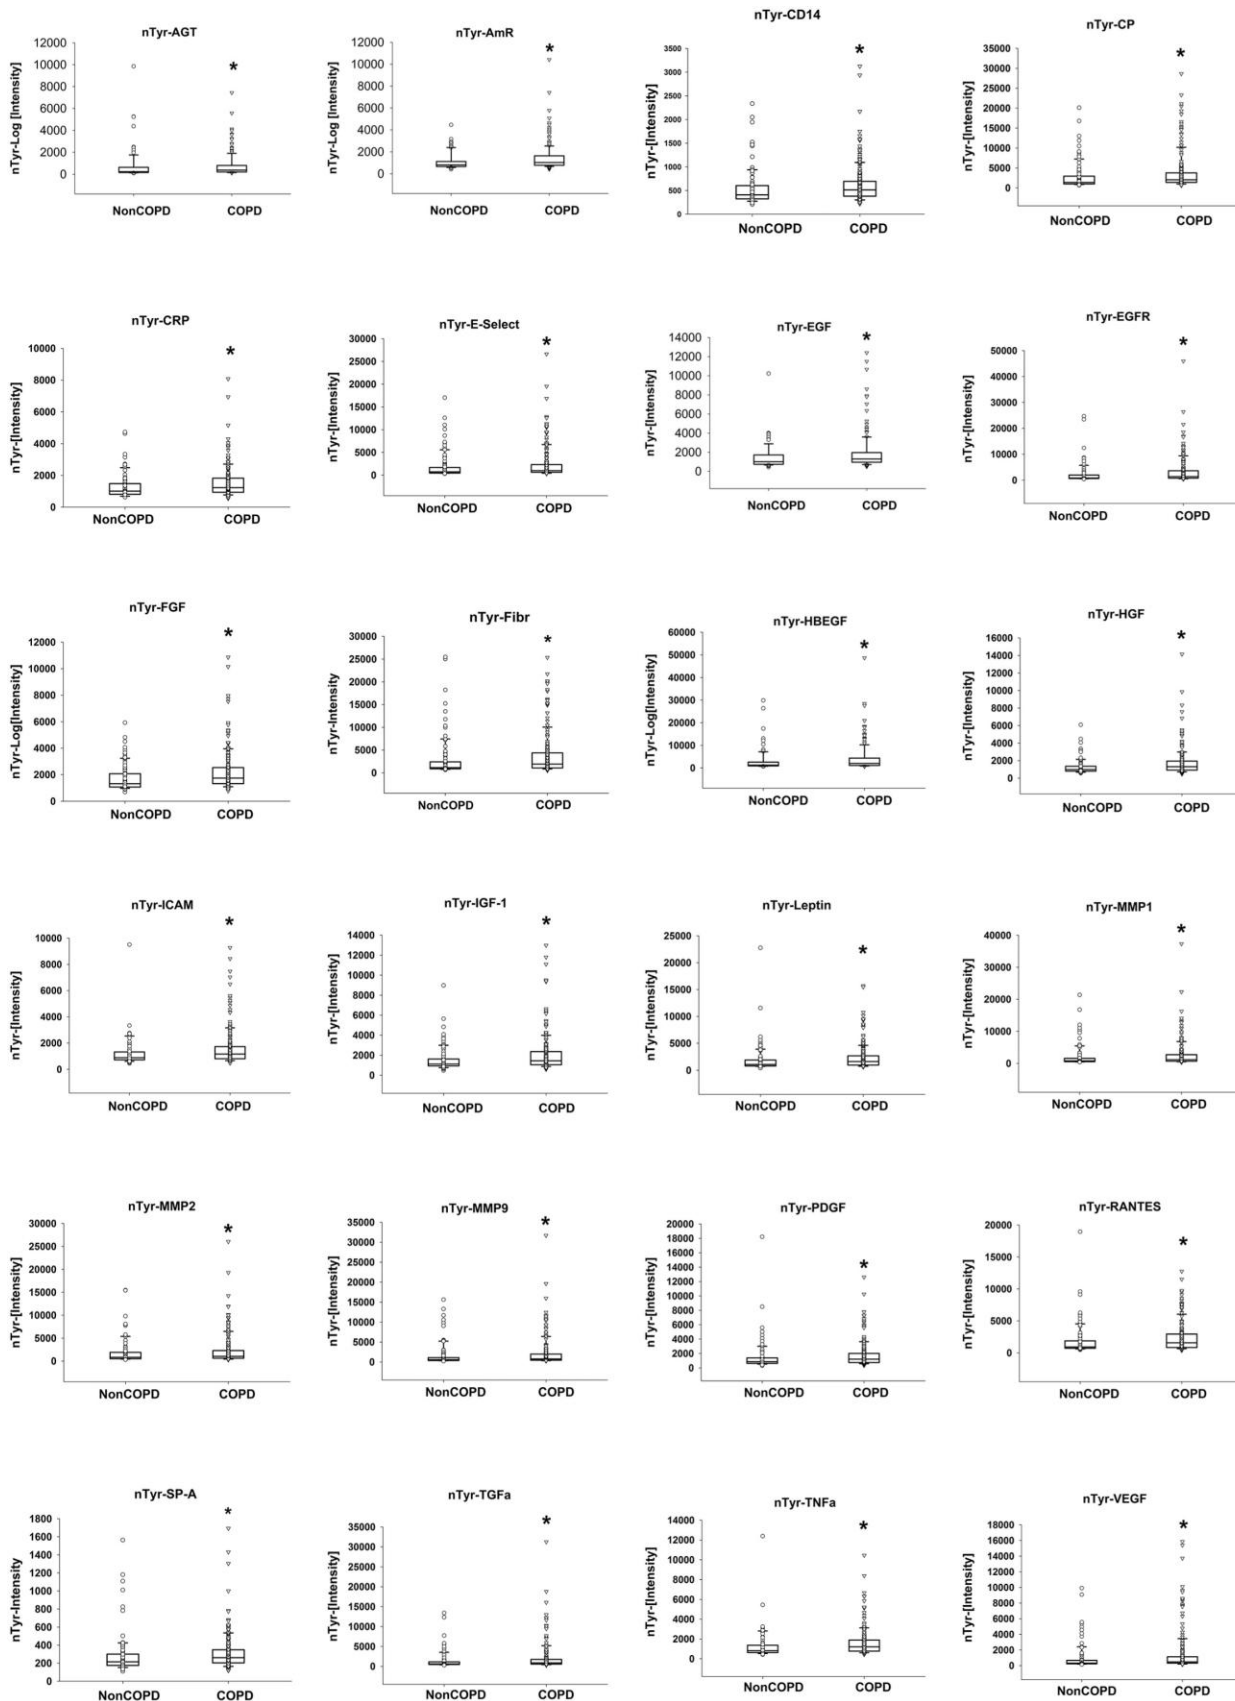 nTyr-AGT
*
nTyr-Log [Intensity]
12000
10000
8000
6000
4000
2000
0
NonCOPD COPD
nTyr-AmR
*
nTyr-Log [Intensity]
12000
10000
8000
6000
4000
2000
0
NonCOPD COPD
nTyr-CD14
*
nTyr-[Intensity]
3500
3000
2500
2000
1500
1000
500
0
NonCOPD COPD
nTyr-CP
*
nTyr-[Intensity]
35000
30000
25000
20000
15000
10000
5000
0
NonCOPD COPD
nTyr-CRP
*
nTyr-[Intensity]
10000
8000
6000
4000
2000
0
NonCOPD COPD
nTyr-E-Select
*
nTyr-[Intensity]
30000
25000
20000
15000
10000
5000
0
NonCOPD COPD
nTyr-EGF
*
nTyr-[Intensity]
14000
12000
10000
8000
6000
4000
2000
0
NonCOPD COPD
nTyr-EGFR
*
nTyr-[Intensity]
50000
40000
30000
20000
10000
0
NonCOPD COPD
nTyr-FGF
*
nTyr-Log[Intensity]
12000
10000
8000
6000
4000
2000
0
NonCOPD COPD
nTyr-Fibr
*
nTyr-Intensity
30000
25000
20000
15000
10000
5000
0
NonCOPD COPD
nTyr-HBEGF
*
nTyr-Log[Intensity]
60000
50000
40000
30000
20000
10000
0
NonCOPD COPD
nTyr-HGF
*
nTyr-[Intensity]
16000
14000
12000
10000
8000
6000
4000
2000
0
NonCOPD COPD
nTyr-ICAM
*
nTyr-[Intensity]
10000
8000
6000
4000
2000
0
NonCOPD COPD
nTyr-IGF-1
*
nTyr-[Intensity]
14000
12000
10000
8000
6000
4000
2000
0
NonCOPD COPD
nTyr-Leptin
*
nTyr-[Intensity]
25000
20000
15000
10000
5000
0
NonCOPD COPD
nTyr-MMP1
*
nTyr-[Intensity]
40000
30000
20000
10000
0
NonCOPD COPD
nTyr-MMP2
*
nTyr-[Intensity]
30000
25000
20000
15000
10000
5000
0
NonCOPD COPD
nTyr-MMP9
*
nTyr-[Intensity]
35000
30000
25000
20000
15000
10000
5000
0
NonCOPD COPD
nTyr-PDGF
*
nTyr-[Intensity]
20000
18000
16000
14000
12000
10000
8000
6000
4000
2000
0
NonCOPD COPD
nTyr-RANTES
*
nTyr-[Intensity]
20000
15000
10000
5000
0
NonCOPD COPD
nTyr-SP-A
*
nTyr-Intensity
1800
1600
1400
1200
1000
800
600
400
200
0
NonCOPD COPD
nTyr-TGFa
*
nTyr-[Intensity]
35000
30000
25000
20000
15000
10000
5000
0
NonCOPD COPD
nTyr-TNFa
*
nTyr-[Intensity]
14000
12000
10000
8000
6000
4000
2000
0
NonCOPD COPD
nTyr-VEGF
*
nTyr-[Intensity]
18000
16000
14000
12000
10000
8000
6000
4000
2000
0
NonCOPD COPD